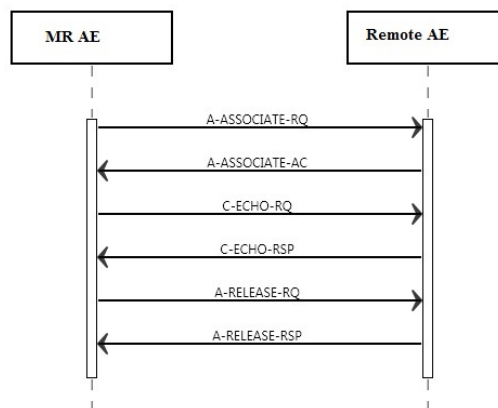 MR AE
Remote AE
A-ASSOCIATE-RQ
A-ASSOCIATE-AC
C-ECHO-RQ
C-ECHO-RSP
A-RELEASE-RQ
A-RELEASE-RSP